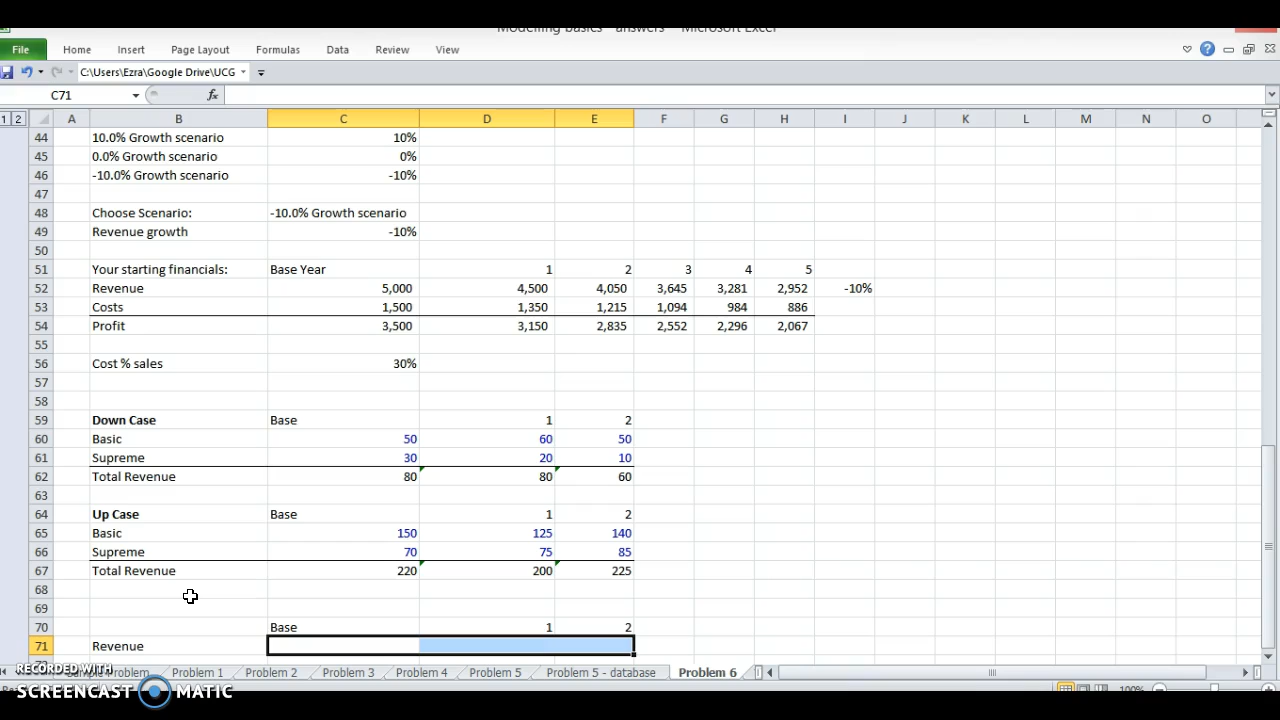 Modelling basics - answers - Microsoft Excel
File Home Insert Page Layout Formulas Data Review View
C:\Users\Ezra\Google Drive\UCG
C71 fx
1 2 A B C D E F G H I J K L M N O
44 10.0% Growth scenario 10%
45 0.0% Growth scenario 0%
46 -10.0% Growth scenario -10%
47
48 Choose Scenario: -10.0% Growth scenario
49 Revenue growth -10%
50
51 Your starting financials: Base Year 1 2 3 4 5
52 Revenue 5,000 4,500 4,050 3,645 3,281 2,952 -10%
53 Costs 1,500 1,350 1,215 1,094 984 886
54 Profit 3,500 3,150 2,835 2,552 2,296 2,067
55
56 Cost % sales 30%
57
58
59 Down Case Base 1 2
60 Basic 50 60 50
61 Supreme 30 20 10
62 Total Revenue 80 80 60
63
64 Up Case Base 1 2
65 Basic 150 125 140
66 Supreme 70 75 85
67 Total Revenue 220 200 225
68
69
70 Base 1 2
71 Revenue
Problem Problem 1 Problem 2 Problem 3 Problem 4 Problem 5 Problem 5 - database Problem 6
RECORDED WITH
SCREENCAST MATIC
100%